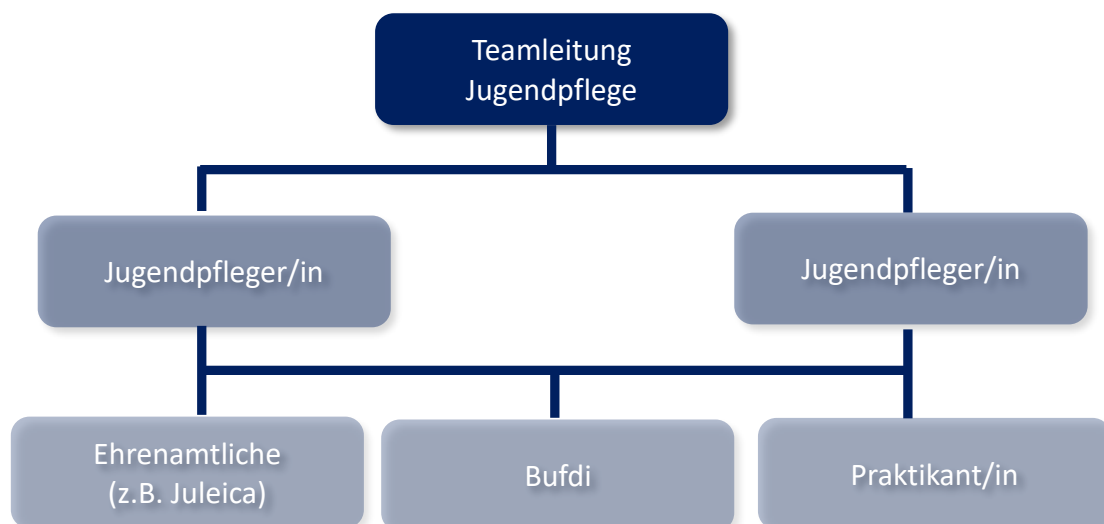 Teamleitung
Jugendpflege
Jugendpfleger/in
Jugendpfleger/in
Ehrenamtliche
(z.B. Juleica)
Bufdi
Praktikant/in